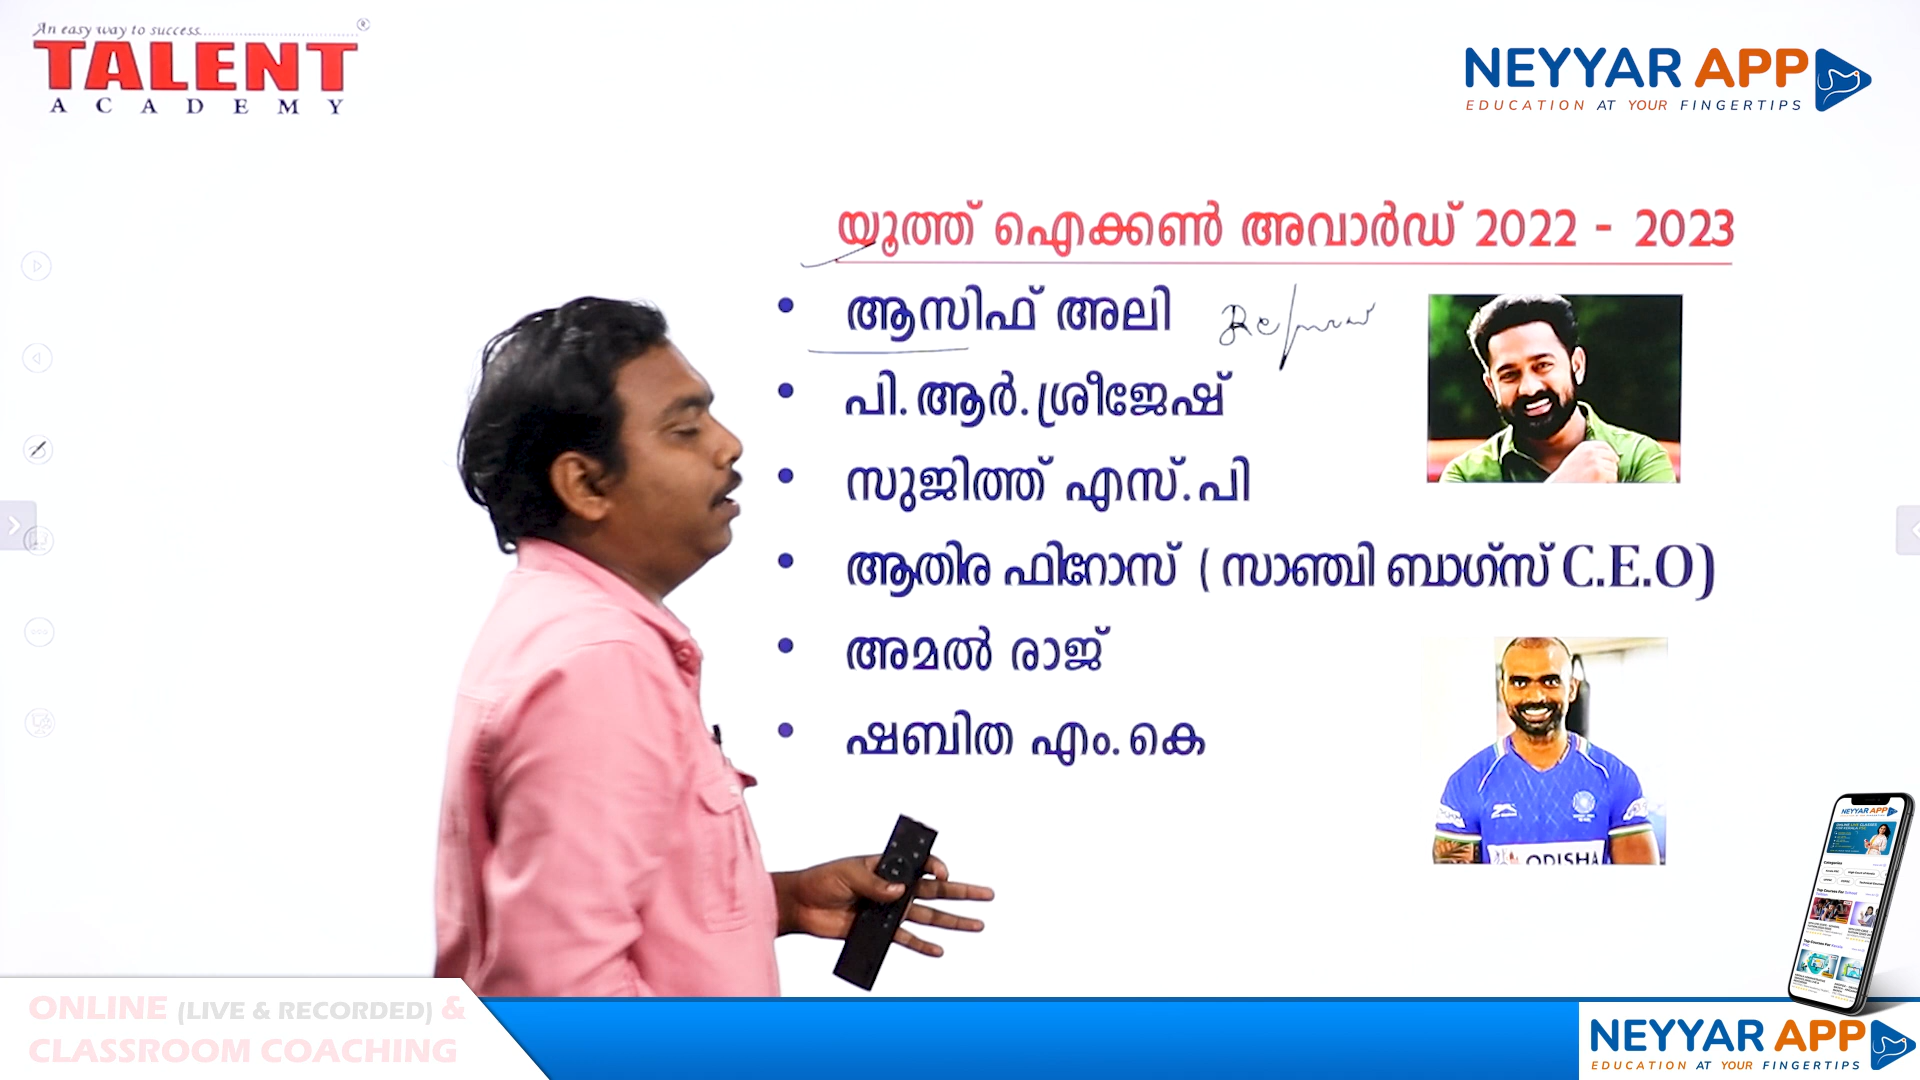 An easy way to success
TALENT
ACADEMY
NEYYAR APP
EDUCATION AT YOUR FINGERTIPS
യൂത്ത് ഐക്കൺ അവാർഡ് 2022 - 2023
• ആസിഫ് അലി
• പി.ആർ.ശ്രീജേഷ്
• സുജിത്ത് എസ്.പി
• ആതിര ഫിറോസ് ( സാഞ്ചി ബാഗ്സ് C.E.O)
• അമൽ രാജ്
• ഷബിത എം.കെ
ODISHA
NEYYAR APP
ONLINE (LIVE & RECORDED) &
CLASSROOM COACHING
NEYYAR APP
EDUCATION AT YOUR FINGERTIPS